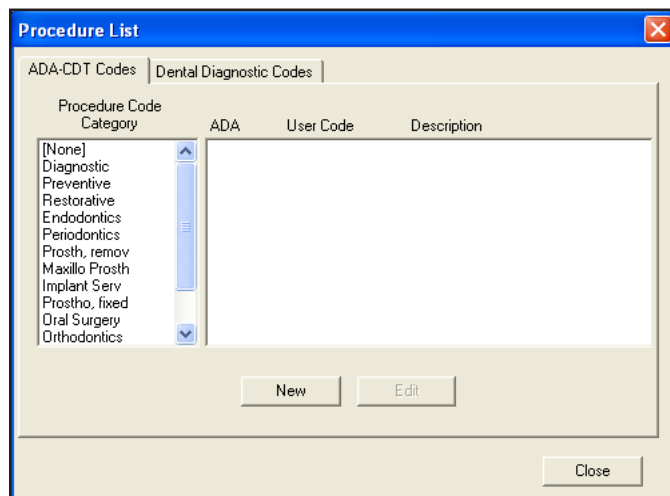 Procedure List
ADA-CDT Codes Dental Diagnostic Codes
Procedure Code
Category ADA User Code Description
[None]
Diagnostic
Preventive
Restorative
Endodontics
Periodontics
Prosth, remov
Maxillo Prosth
Implant Serv
Prostho, fixed
Oral Surgery
Orthodontics
New Edit
Close